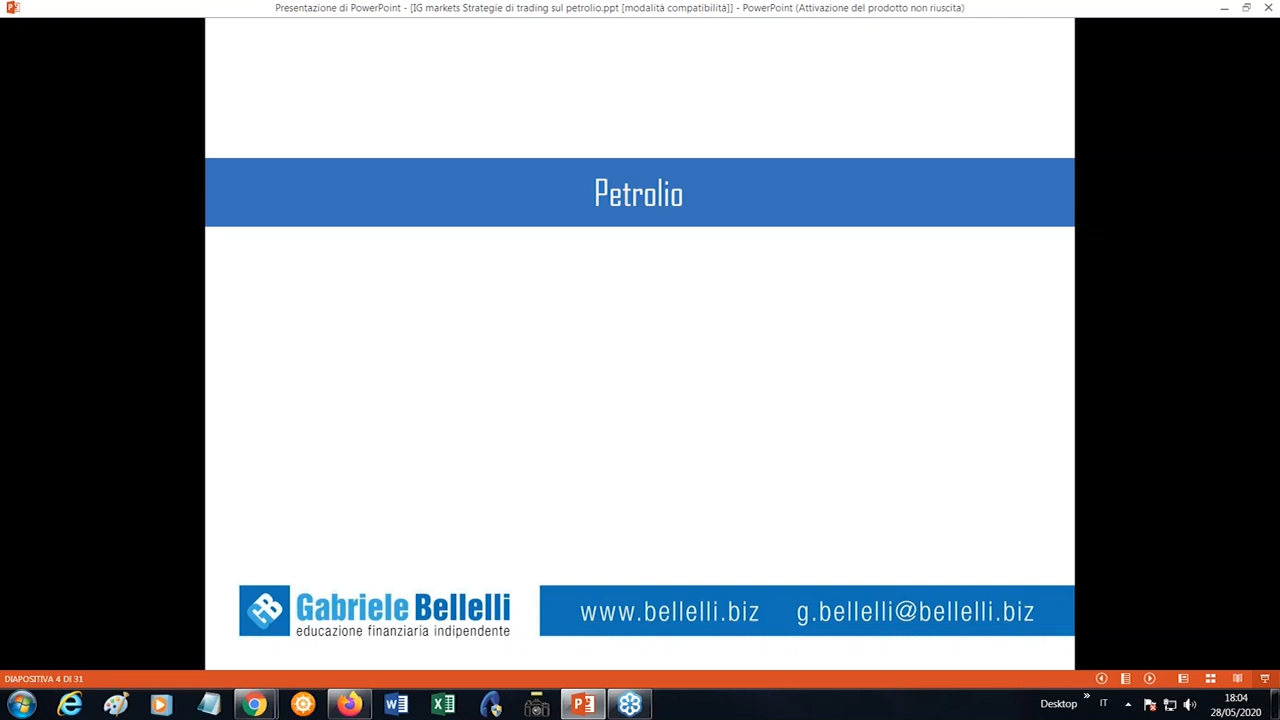 Presentazione di PowerPoint - [IG markets Strategie di trading sul petrolio.ppt [modalità compatibilità]] - PowerPoint (Attivazione del prodotto non riuscita)
Petrolio
Gabriele Bellelli
educazione finanziaria indipendente
www.bellelli.biz g.bellelli@bellelli.biz
DIAPOSITIVA 4 DI 31
Desktop
IT
18:04
28/05/2020